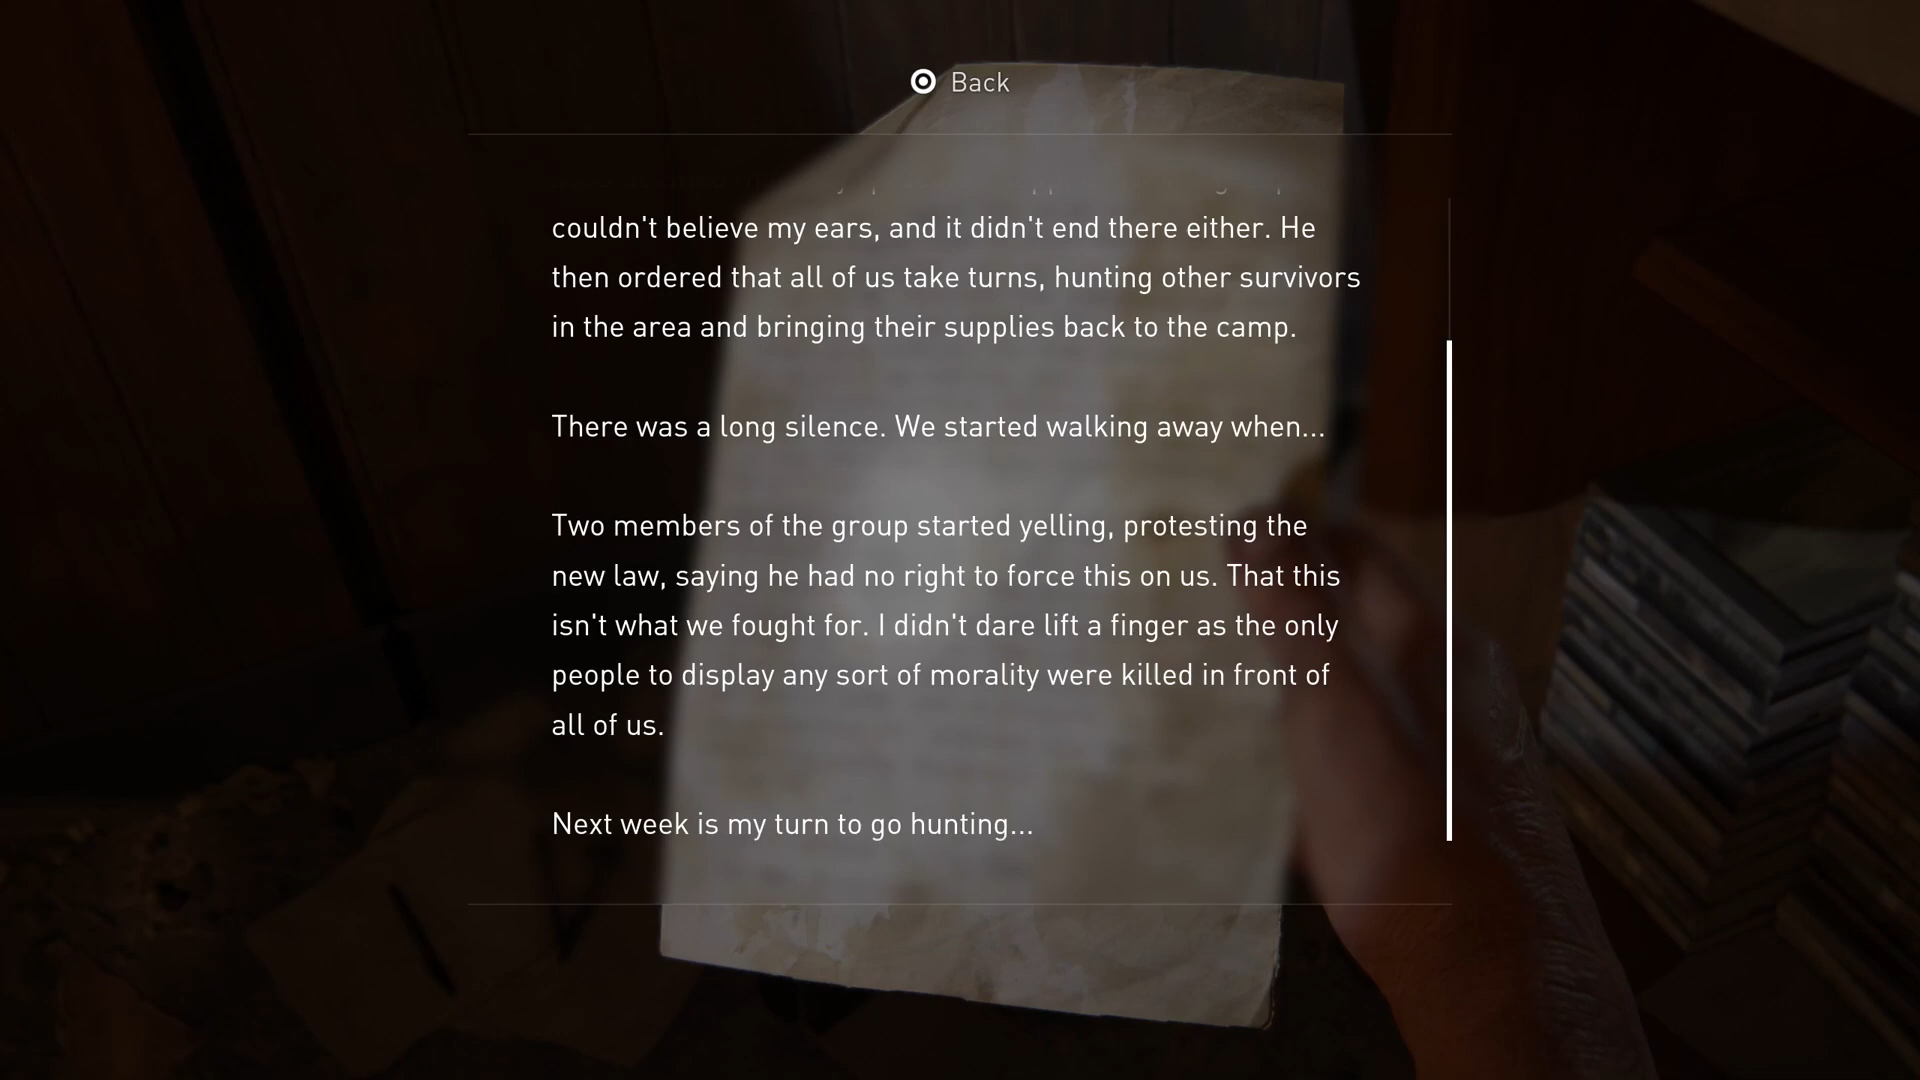 Back
couldn't believe my ears, and it didn't end there either. He
then ordered that all of us take turns, hunting other survivors
in the area and bringing their supplies back to the camp.
There was a long silence. We started walking away when...
Two members of the group started yelling, protesting the
new law, saying he had no right to force this on us. That this
isn't what we fought for. I didn't dare lift a finger as the only
people to display any sort of morality were killed in front of
all of us.
Next week is my turn to go hunting...